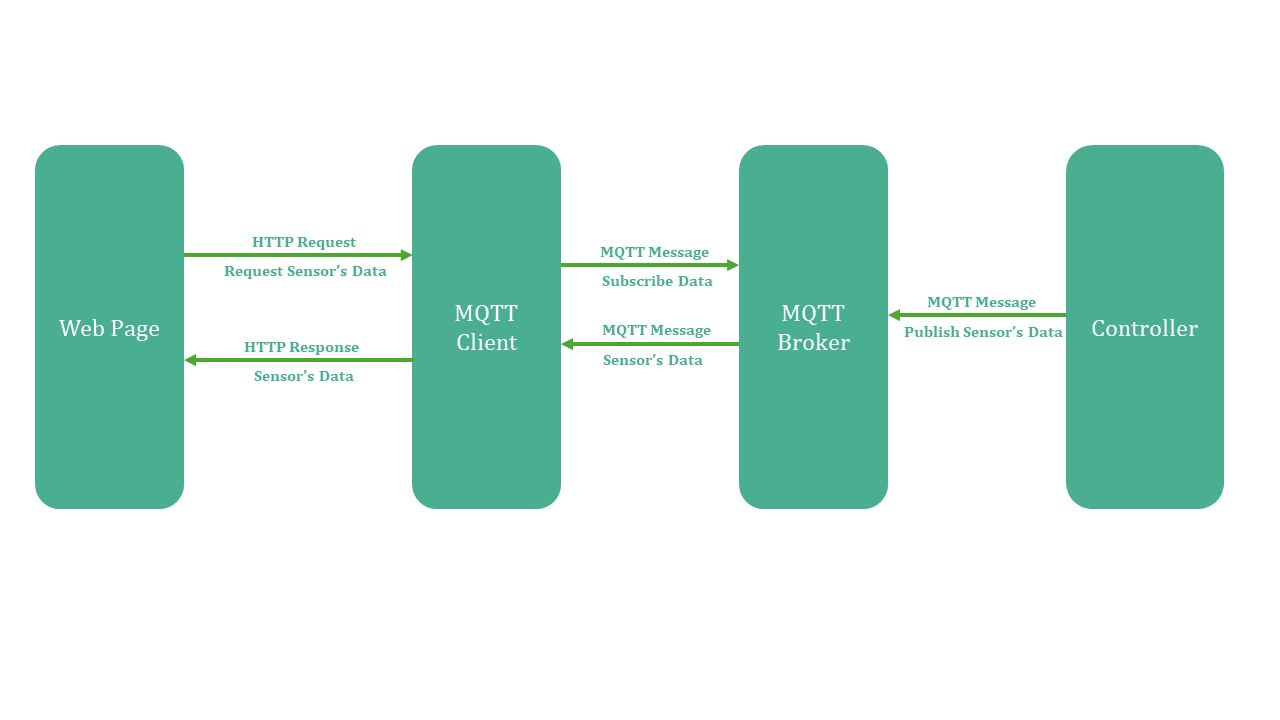 Web Page
HTTP Request
Request Sensor's Data
HTTP Response
Sensor's Data
MQTT
Client
MQTT Message
Subscribe Data
MQTT Message
Sensor's Data
MQTT
Broker
MQTT Message
Publish Sensor's Data
Controller